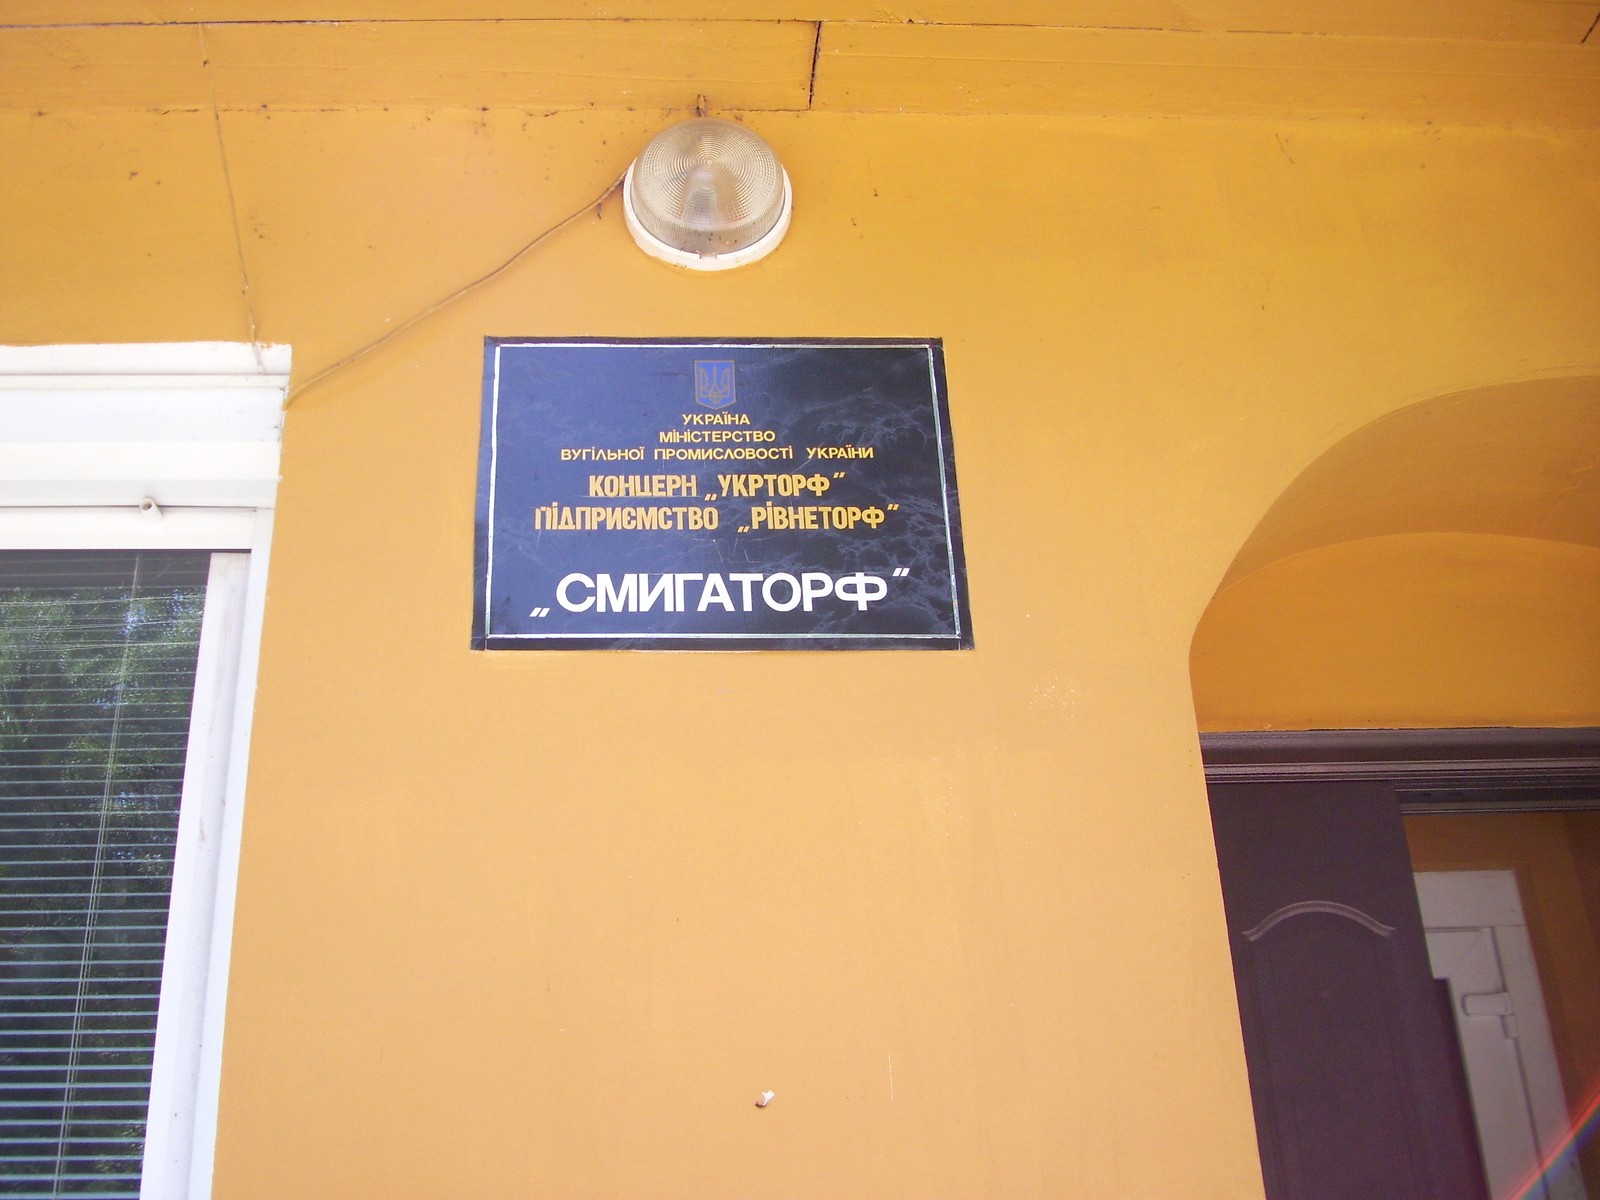 УКРАЇНА
МІНІСТЕРСТВО
ВУГІЛЬНОЇ ПРОМИСЛОВОСТІ УКРАЇНИ
КОНЦЕРН „УКРТОРФ”
ПІДПРИЄМСТВО „РІВНЕТОРФ”
„СМИГАТОРФ”